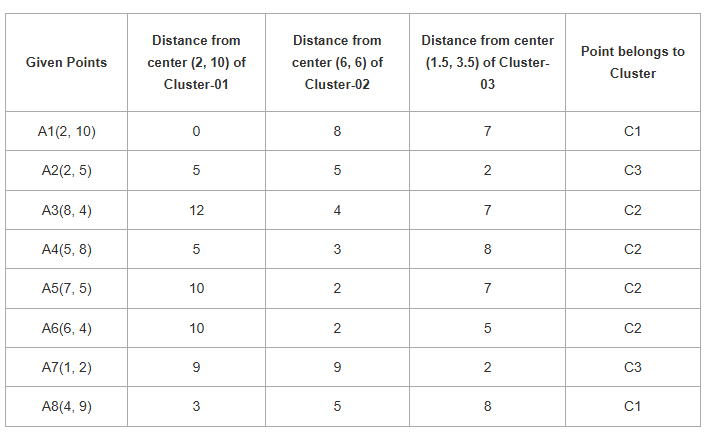 Given Points
Distance from
center (2, 10) of
Cluster-01
Distance from
center (6, 6) of
Cluster-02
Distance from center
(1.5, 3.5) of Cluster-
03
Point belongs to
Cluster
A1(2, 10) 0 8 7 C1
A2(2, 5) 5 5 2 C3
A3(8, 4) 12 4 7 C2
A4(5, 8) 5 3 8 C2
A5(7, 5) 10 2 7 C2
A6(6, 4) 10 2 5 C2
A7(1, 2) 9 9 2 C3
A8(4, 9) 3 5 8 C1